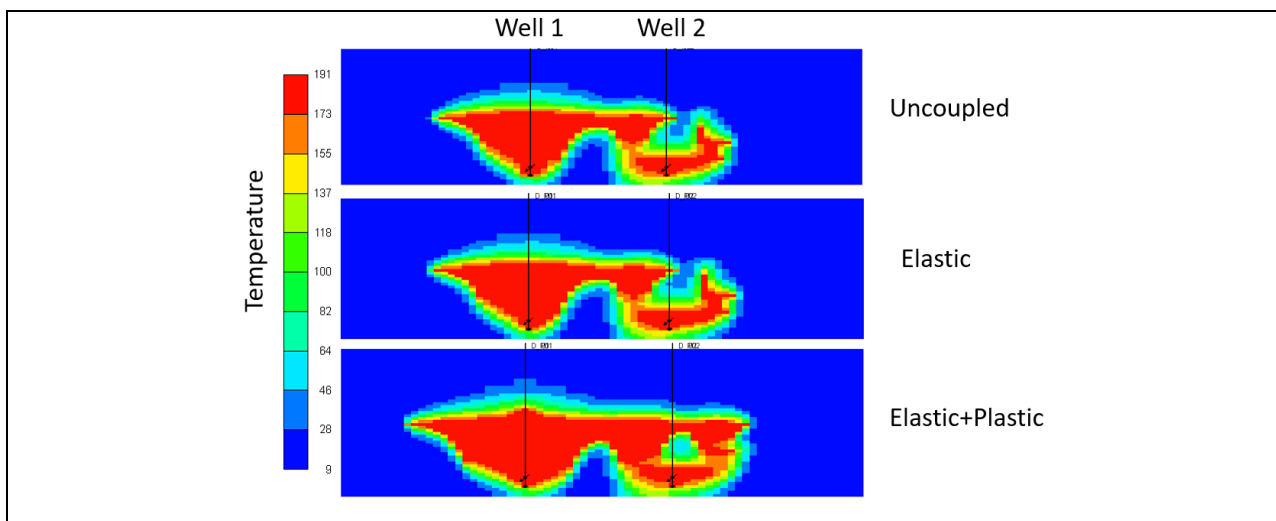 Well 1 Well 2
Temperature
191
173
155
137
118
100
82
64
46
28
9
Uncoupled
Elastic
Elastic+Plastic